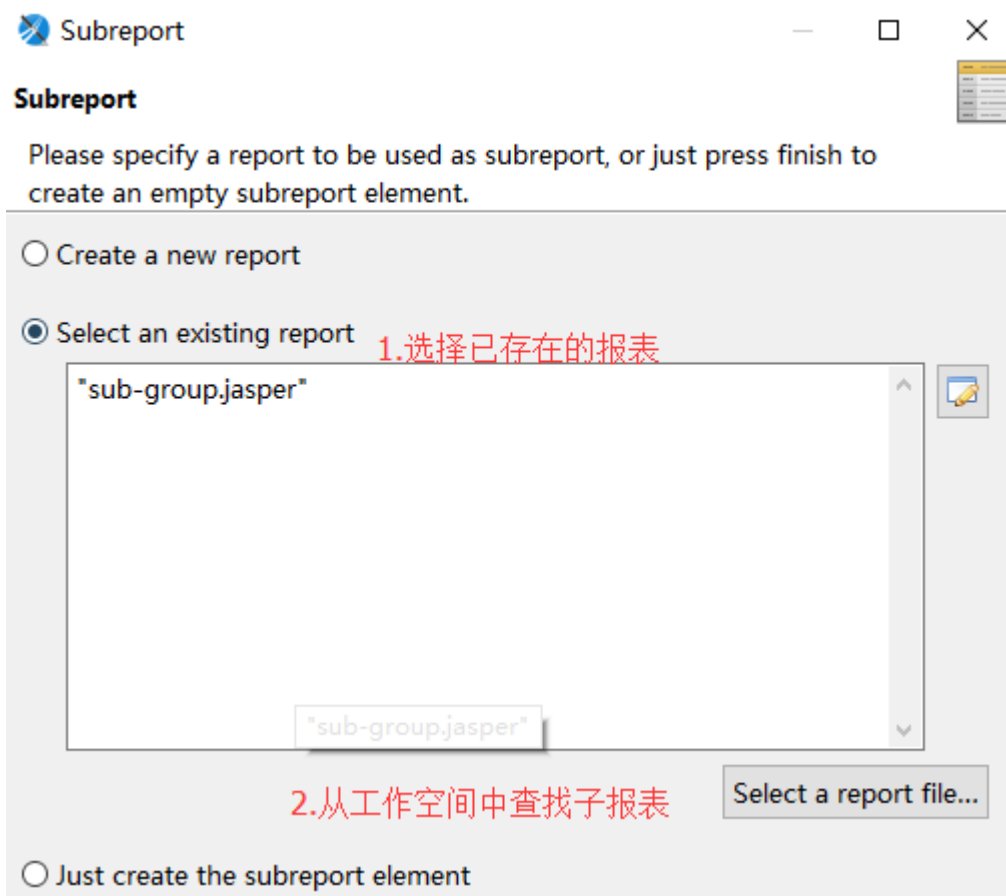 Subreport
Subreport
Please specify a report to be used as subreport, or just press finish to
create an empty subreport element.
Create a new report
Select an existing report
1.选择已存在的报表
"sub-group.jasper"
"sub-group.jasper"
2.从工作空间中查找子报表
Select a report file...
Just create the subreport element